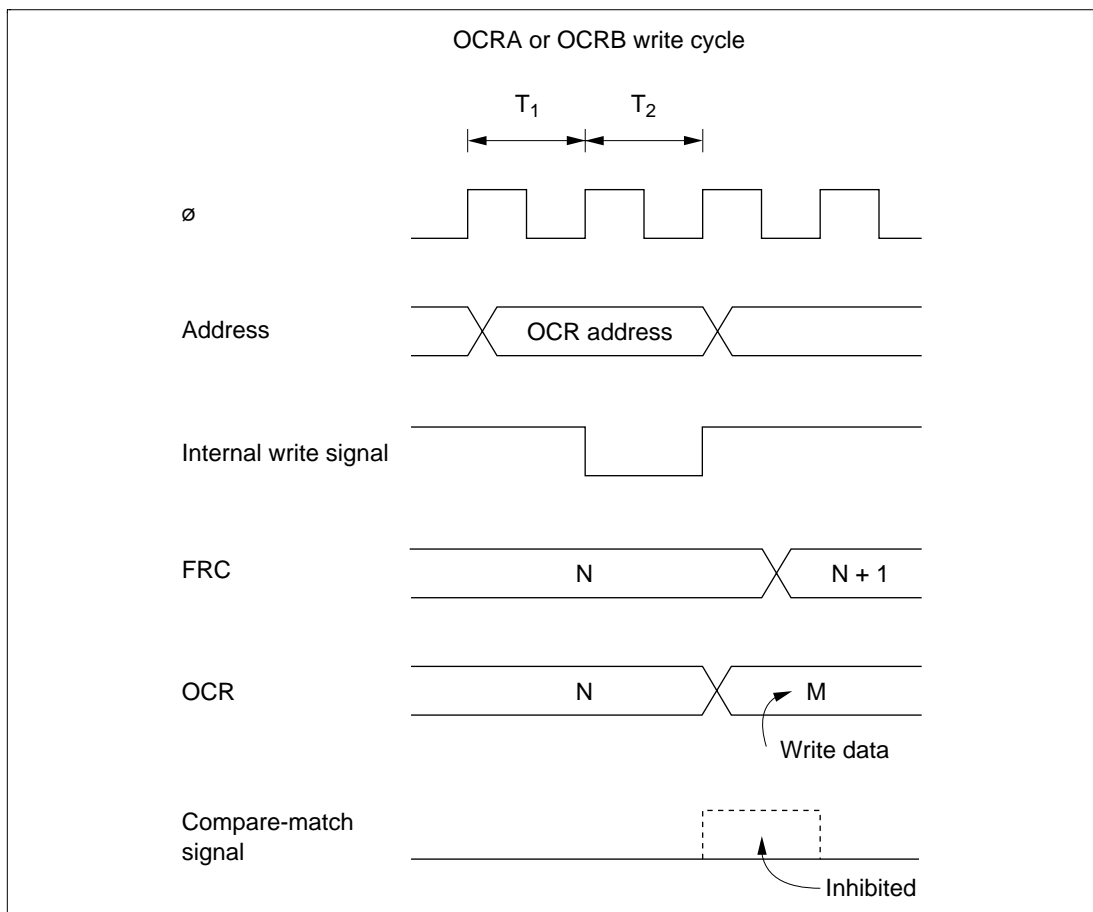 OCRA or OCRB write cycle
T1 T2
ø
Address
OCR address
Internal write signal
FRC
N
N + 1
OCR
N
M
Write data
Compare-match
signal
Inhibited